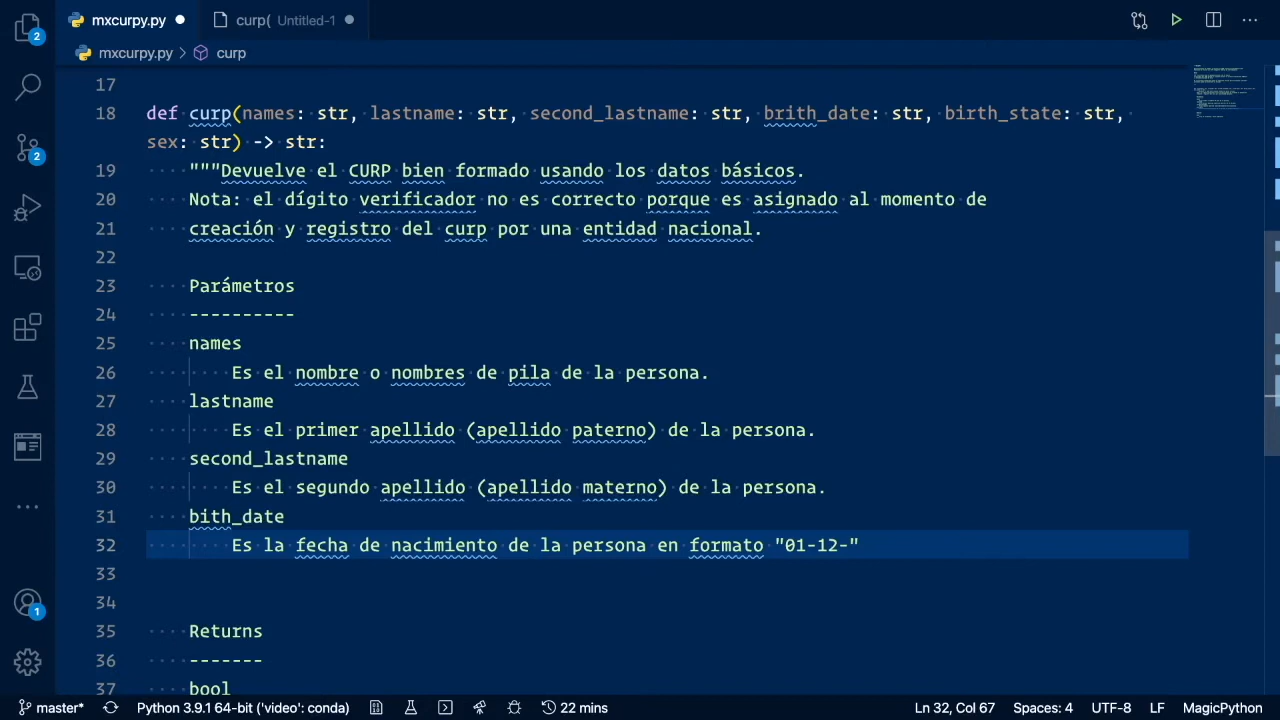 2
mxcurpy.py
curp( Untitled-1
mxcurpy.py > curp
17
18 def curp(names: str, lastname: str, second_lastname: str, brith_date: str, birth_state: str,
sex: str) -> str:
19 """Devuelve el CURP bien formado usando los datos básicos.
20 Nota: el dígito verificador no es correcto porque es asignado al momento de
21 creación y registro del curp por una entidad nacional.
22
23 Parámetros
24 ----------
25 names
26 Es el nombre o nombres de pila de la persona.
27 lastname
28 Es el primer apellido (apellido paterno) de la persona.
29 second_lastname
30 Es el segundo apellido (apellido materno) de la persona.
31 bith_date
32 Es la fecha de nacimiento de la persona en formato "01-12-"
33
34
35 Returns
36 -------
37 bool
2
1
master* Python 3.9.1 64-bit ('video': conda) 22 mins Ln 32, Col 67 Spaces: 4 UTF-8 LF MagicPython